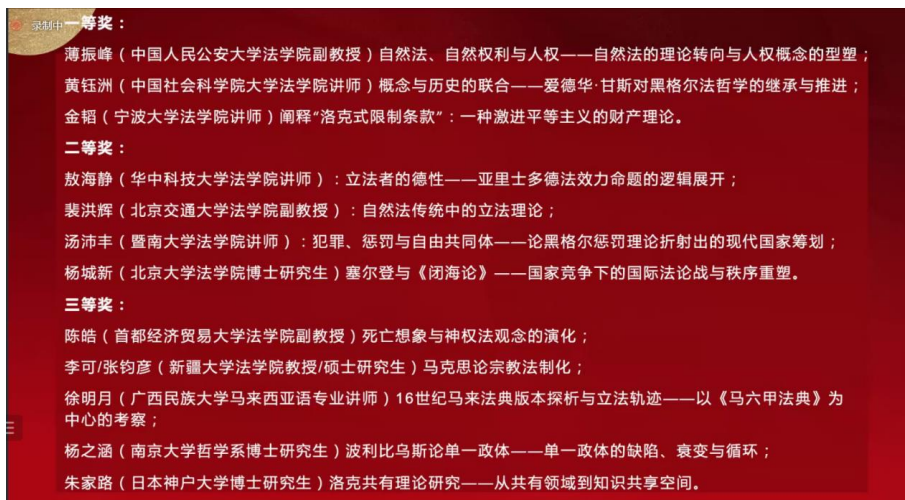 录制中
一等奖：
薄振峰（中国人民公安大学法学院副教授）自然法、自然权利与人权——自然法的理论转向与人权概念的型塑；
黄钰洲（中国社会科学院大学法学院讲师）概念与历史的联合——爱德华·甘斯对黑格尔法哲学的继承与推进；
金韬（宁波大学法学院讲师）阐释“洛克式限制条款”：一种激进平等主义的财产理论。
二等奖：
敖海静（华中科技大学法学院讲师）：立法者的德性——亚里士多德法效力命题的逻辑展开；
裴洪辉（北京交通大学法学院副教授）：自然法传统中的立法理论；
汤沛丰（暨南大学法学院讲师）：犯罪、惩罚与自由共同体——论黑格尔惩罚理论折射出的现代国家筹划；
杨城新（北京大学法学院博士研究生）塞尔登与《闭海论》——国家竞争下的国际法论战与秩序重塑。
三等奖：
陈皓（首都经济贸易大学法学院副教授）死亡想象与神权法观念的演化；
李可/张钧彦（新疆大学法学院教授/硕士研究生）马克思论宗教法制化；
徐明月（广西民族大学马来西亚语专业讲师）16世纪马来法典版本探析与立法轨迹——以《马六甲法典》为
中心的考察；
杨之涵（南京大学哲学系博士研究生）波利比乌斯论单一政体——单一政体的缺陷、衰变与循环；
朱家路（日本神户大学博士研究生）洛克共有理论研究——从共有领域到知识共享空间。